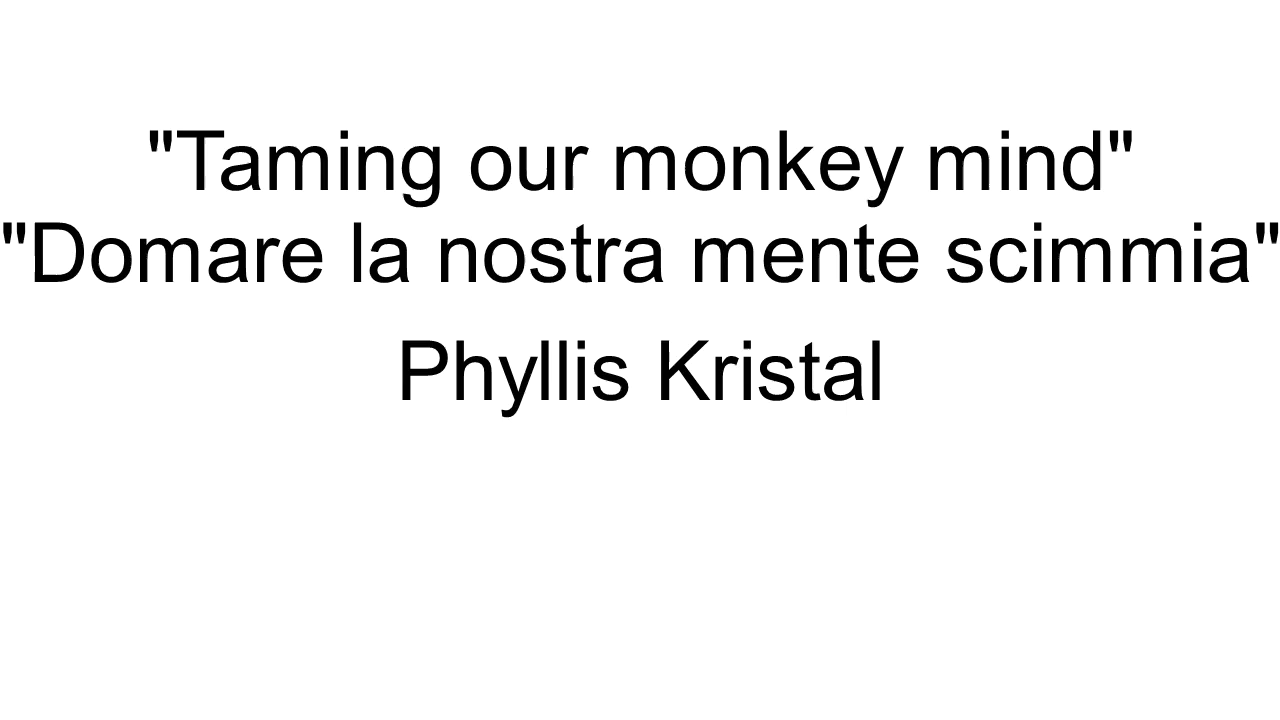 "Taming our monkey mind"
"Domare la nostra mente scimmia"
Phyllis Kristal